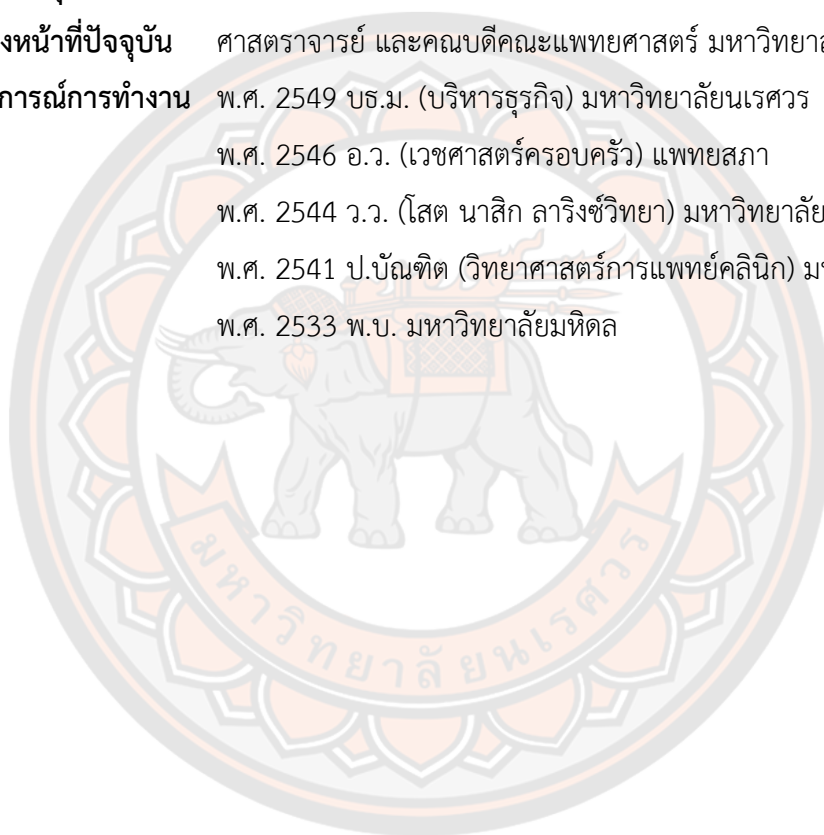 งหน้าที่ปัจจุบัน ศาสตราจารย์ และคณบดีคณะแพทยศาสตร์ มหาวิทยาล
การณ์การทำงาน พ.ศ. 2549 บธ.ม. (บริหารธุรกิจ) มหาวิทยาลัยนเรศวร
พ.ศ. 2546 อ.ว. (เวชศาสตร์ครอบครัว) แพทยสภา
พ.ศ. 2544 ว.ว. (โสต นาสิก ลาริงซ์วิทยา) มหาวิทยาลัย
พ.ศ. 2541 ป.บัณฑิต (วิทยาศาสตร์การแพทย์คลินิก) มห
พ.ศ. 2533 พ.บ. มหาวิทยาลัยมหิดล
มหาวิทยาลัยนเรศวร